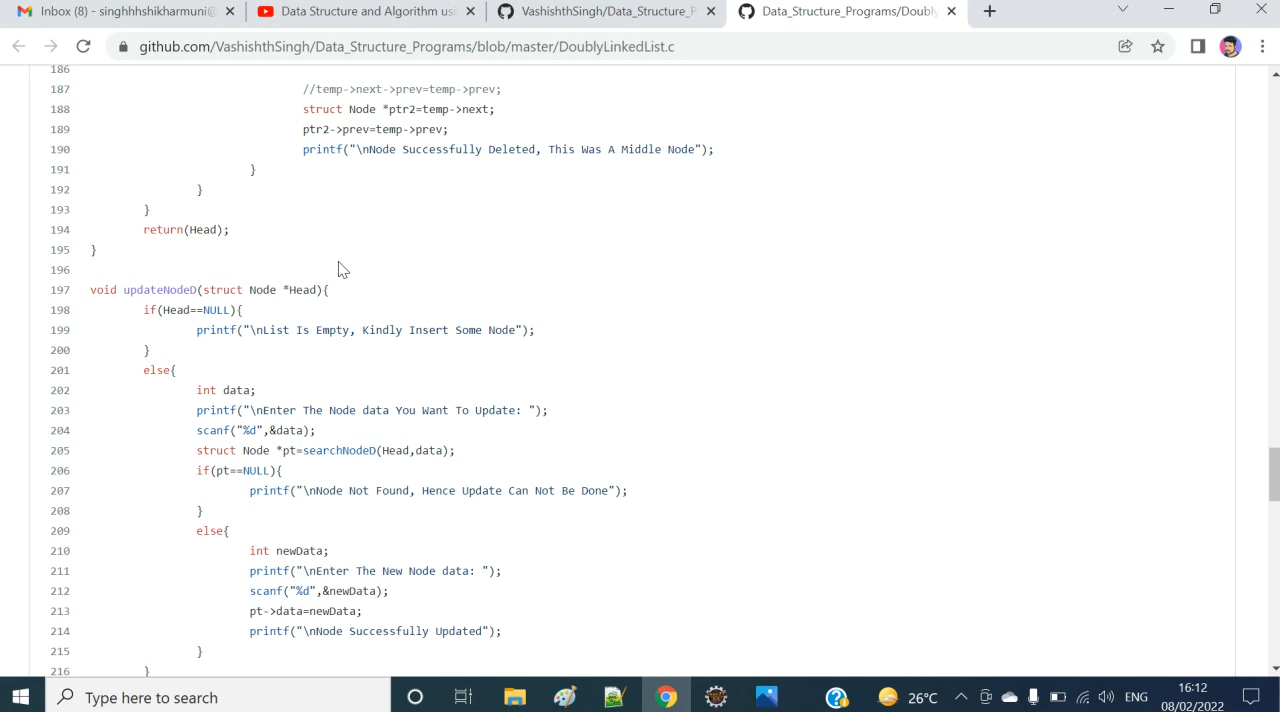 Inbox (8) - singhhhshikharmuni@
Data Structure and Algorithm usi
VashishthSingh/Data_Structure_P
Data_Structure_Programs/Doubly
github.com/VashishthSingh/Data_Structure_Programs/blob/master/DoublyLinkedList.c
186
187 //temp->next->prev=temp->prev;
188 struct Node *ptr2=temp->next;
189 ptr2->prev=temp->prev;
190 printf("\nNode Successfully Deleted, This Was A Middle Node");
191 }
192 }
193 }
194 return(Head);
195 }
196
197 void updateNodeD(struct Node *Head){
198 if(Head==NULL){
199 printf("\nList Is Empty, Kindly Insert Some Node");
200 }
201 else{
202 int data;
203 printf("\nEnter The Node data You Want To Update: ");
204 scanf("%d",&data);
205 struct Node *pt=searchNodeD(Head,data);
206 if(pt==NULL){
207 printf("\nNode Not Found, Hence Update Can Not Be Done");
208 }
209 else{
210 int newData;
211 printf("\nEnter The New Node data: ");
212 scanf("%d",&newData);
213 pt->data=newData;
214 printf("\nNode Successfully Updated");
215 }
216 }
Type here to search
26°C
ENG
16:12
08/02/2022